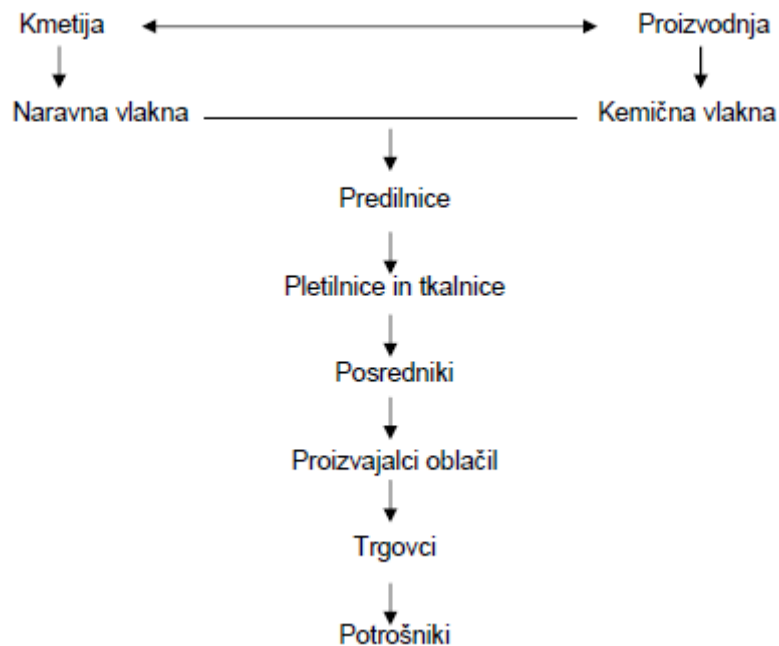 Kmetija
Proizvodnja
Naravna vlakna
Kemična vlakna
Predilnice
Pletilnice in tkalnice
Posredniki
Proizvajalci oblačil
Trgovci
Potrošniki